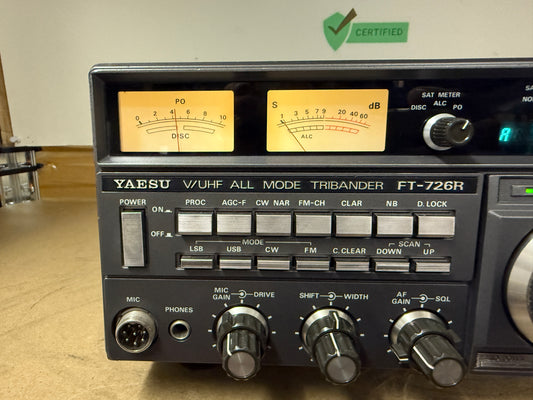 CERTIFIED
PO
0 2 4 6 8 10
DISC
S dB
1 3 5 7 9 20 40 60
ALC
SAT METER
ALC
DISC PO
YAESU V/UHF ALL MODE TRIBANDER FT-726R
POWER
ON
OFF
PROC AGC-F CW NAR FM-CH CLAR NB D. LOCK
MODE SCAN
LSB USB CW FM C. CLEAR DOWN UP
MIC
PHONES
MIC GAIN DRIVE
SHIFT WIDTH
AF GAIN SQL